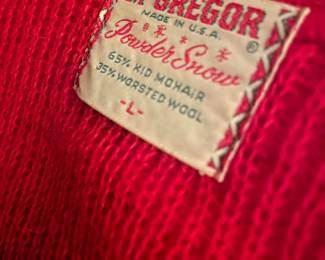 GREGOR
MADE IN U.S.A.
®
Powder Snow
65% KID MOHAIR
35% WORSTED WOOL
-L-